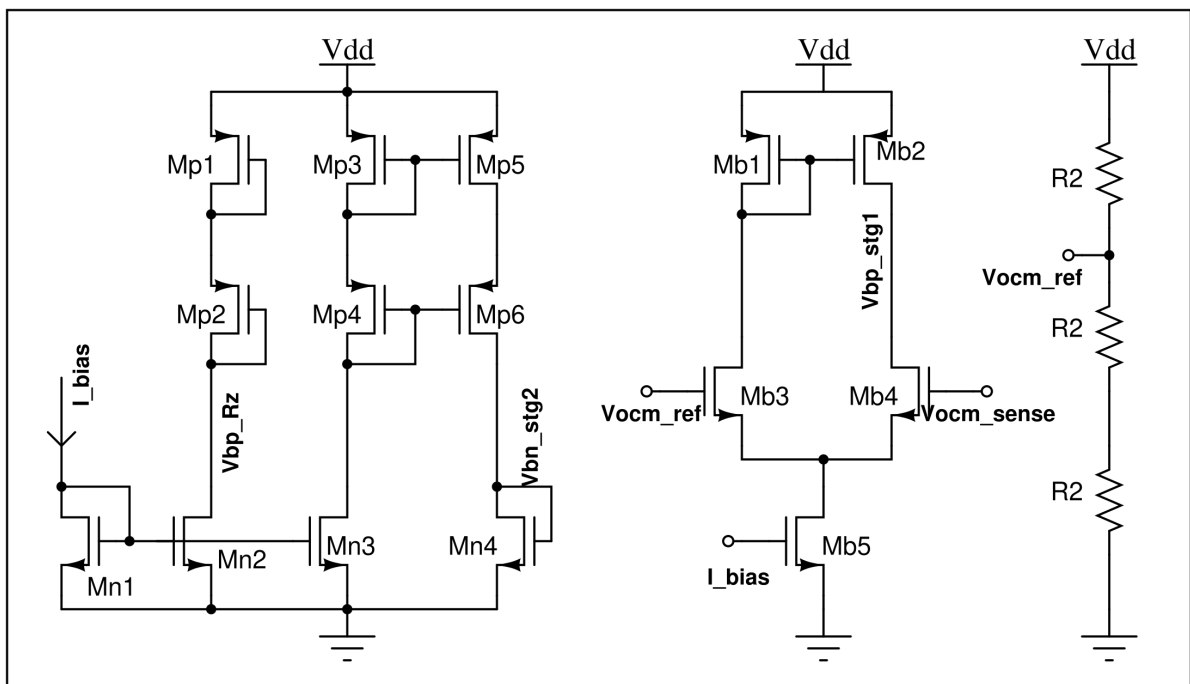 Vdd
Vdd
Vdd
Mp1
Mp3
Mp5
Mb1
Mb2
R2
Vbp_stg1
Vocm_ref
Mp2
Mp4
Mp6
R2
I_bias
Vbp_Rz
Vbn_stg2
Vocm_ref
Mb3
Mb4
Vocm_sense
R2
Mn1
Mn2
Mn3
Mn4
I_bias
Mb5